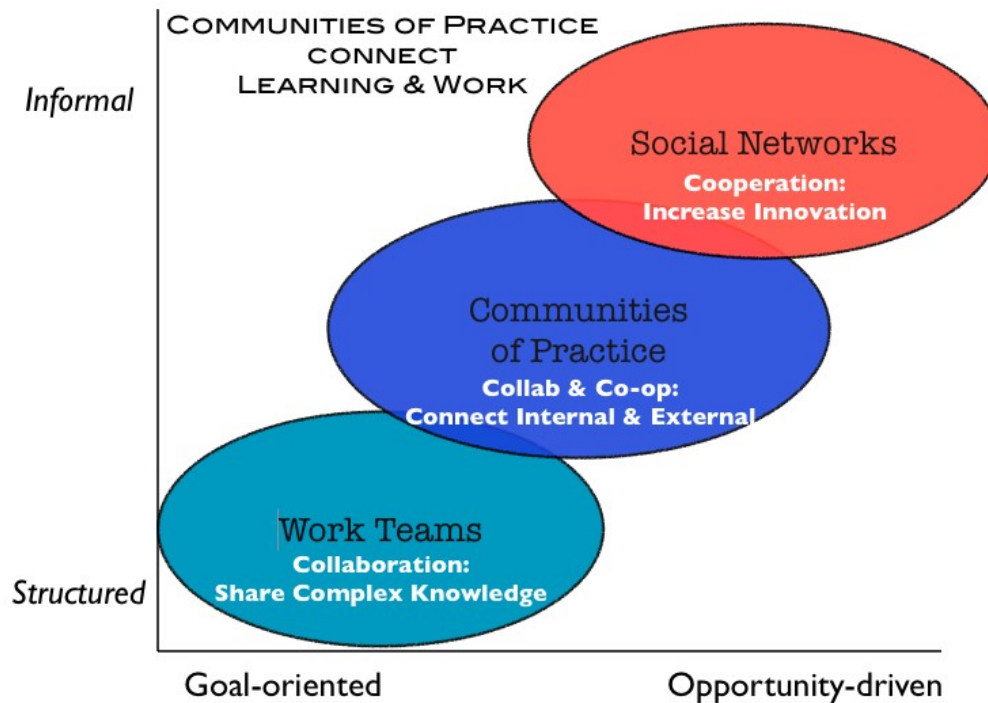 COMMUNITIES OF PRACTICE
CONNECT
LEARNING & WORK
Informal
Social Networks
Cooperation:
Increase Innovation
Communities
of Practice
Collab & Co-op:
Connect Internal & External
Work Teams
Collaboration:
Share Complex Knowledge
Structured
Goal-oriented
Opportunity-driven